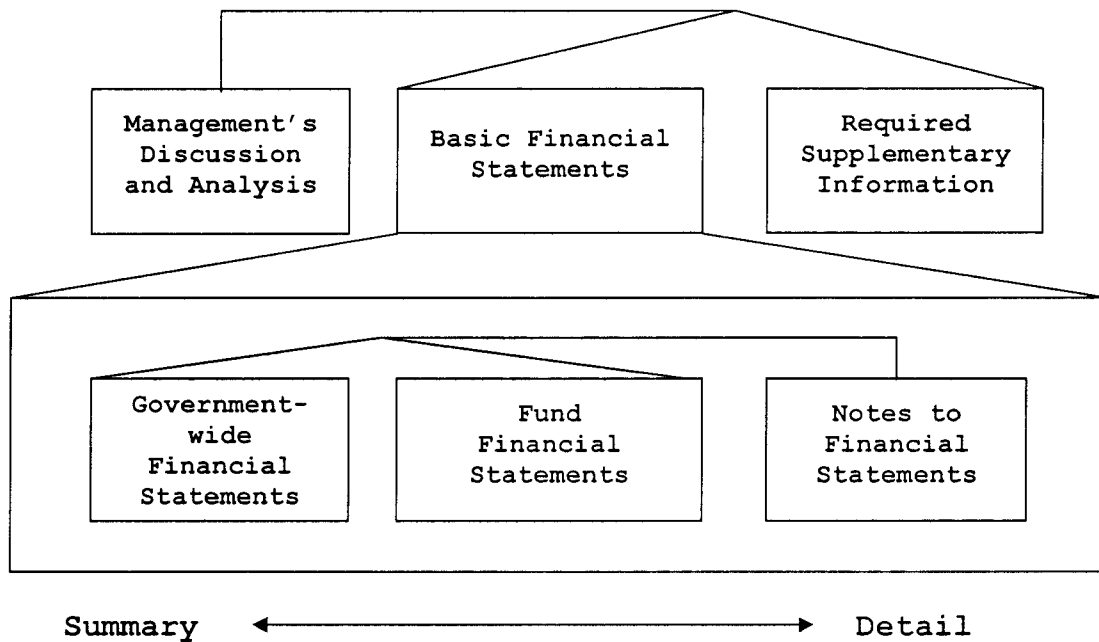 Management's
Discussion
and Analysis
Basic Financial
Statements
Required
Supplementary
Information
Government-
wide
Financial
Statements
Fund
Financial
Statements
Notes to
Financial
Statements
Summary
Detail